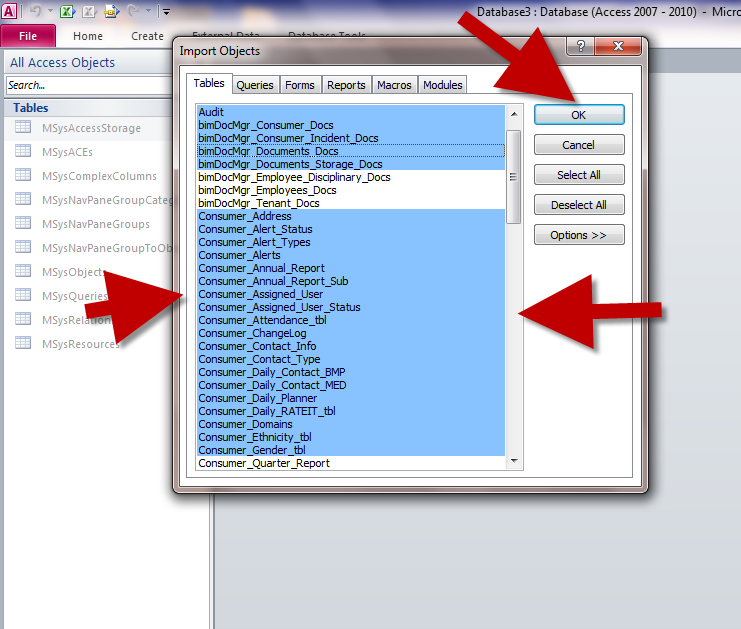 Database3 : Database (Access 2007 - 2010) - Micro
File Home Create External Data Database Tools
All Access Objects
Search...
Tables
MSysAccessStorage
MSysACEs
MSysComplexColumns
MSysNavPaneGroupCateg
MSysNavPaneGroups
MSysNavPaneGroupToOb
MSysObjects
MSysQueries
MSysRelation
MSysResources
Import Objects
Tables Queries Forms Reports Macros Modules
Audit
bimDocMgr_Consumer_Docs
bimDocMgr_Consumer_Incident_Docs
bimDocMgr_Documents_Docs
bimDocMgr_Documents_Storage_Docs
bimDocMgr_Employee_Disciplinary_Docs
bimDocMgr_Employees_Docs
bimDocMgr_Tenant_Docs
Consumer_Address
Consumer_Alert_Status
Consumer_Alert_Types
Consumer_Alerts
Consumer_Annual_Report
Consumer_Annual_Report_Sub
Consumer_Assigned_User
Consumer_Assigned_User_Status
Consumer_Attendance_tbl
Consumer_ChangeLog
Consumer_Contact_Info
Consumer_Contact_Type
Consumer_Daily_Contact_BMP
Consumer_Daily_Contact_MED
Consumer_Daily_Planner
Consumer_Daily_RATEIT_tbl
Consumer_Domains
Consumer_Ethnicity_tbl
Consumer_Gender_tbl
Consumer_Quarter_Report
OK
Cancel
Select All
Deselect All
Options >>